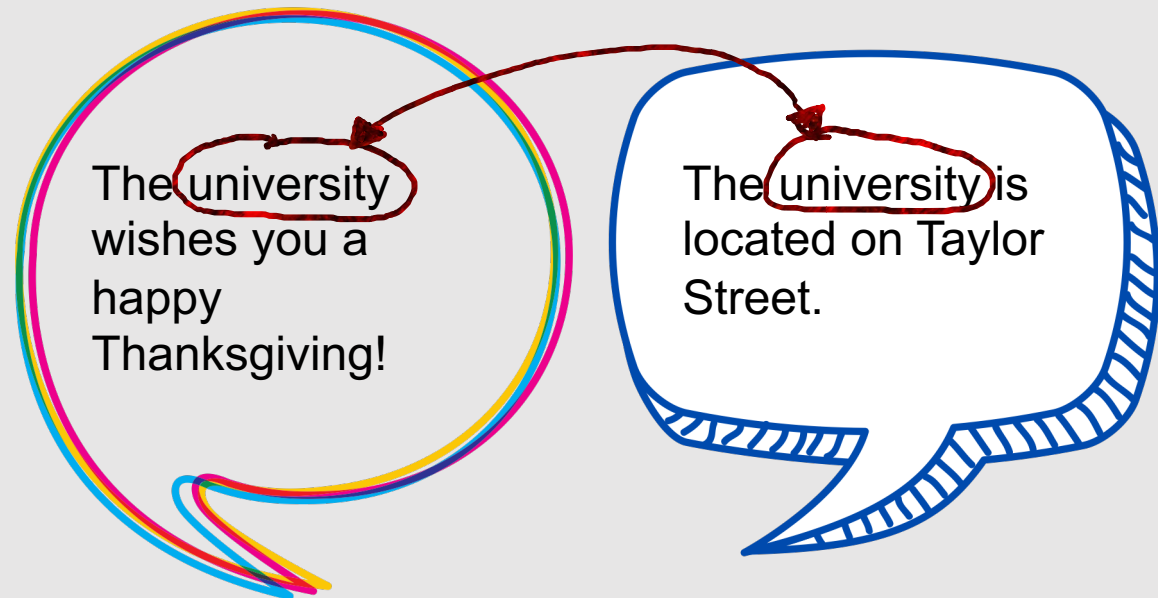 The university
wishes you a
happy
Thanksgiving!
The university is
located on Taylor
Street.